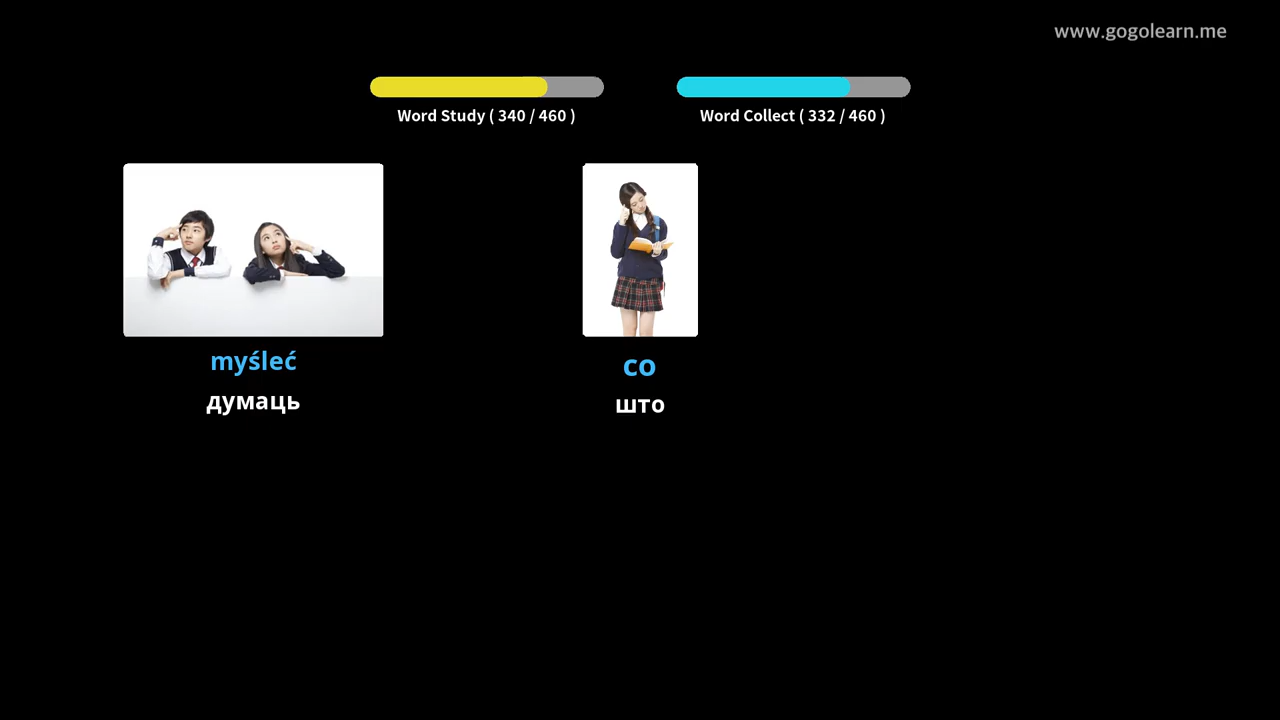 www.gogolearn.me
Word Study ( 340 / 460 )
Word Collect ( 332 / 460 )
myśleć
думаць
co
што